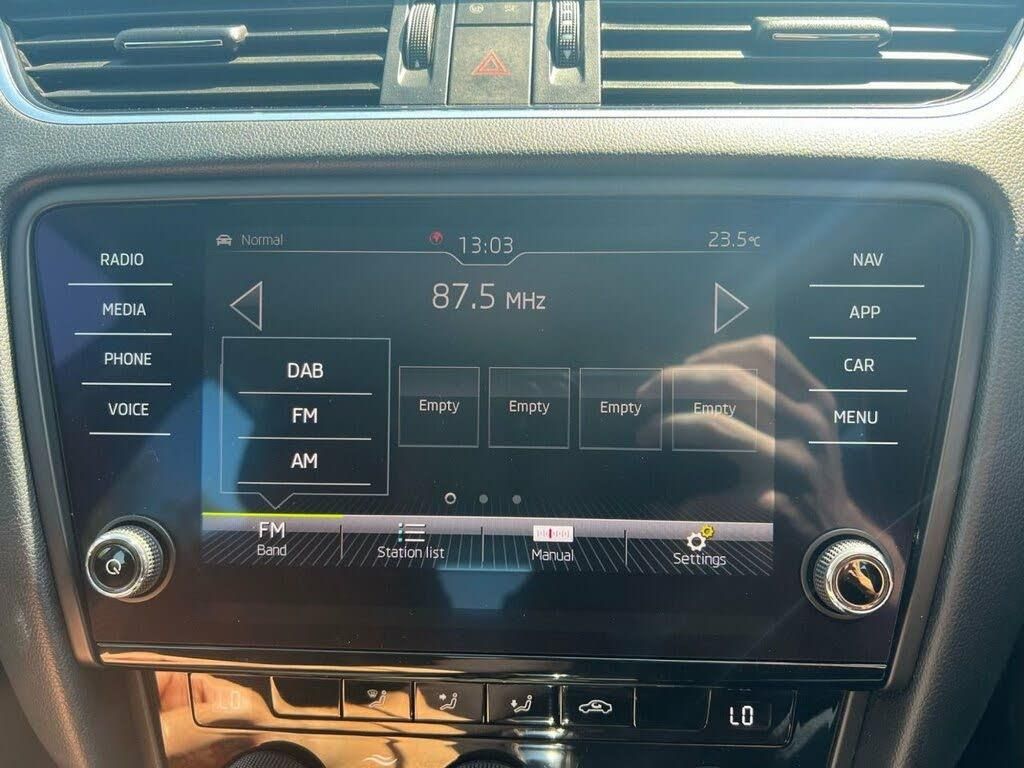 Normal
13:03
23.5°C
RADIO
MEDIA
PHONE
VOICE
87.5 MHz
DAB
FM
AM
Empty
Empty
Empty
Empty
FM
Band
Station list
Manual
Settings
NAV
APP
CAR
MENU
LO
LO